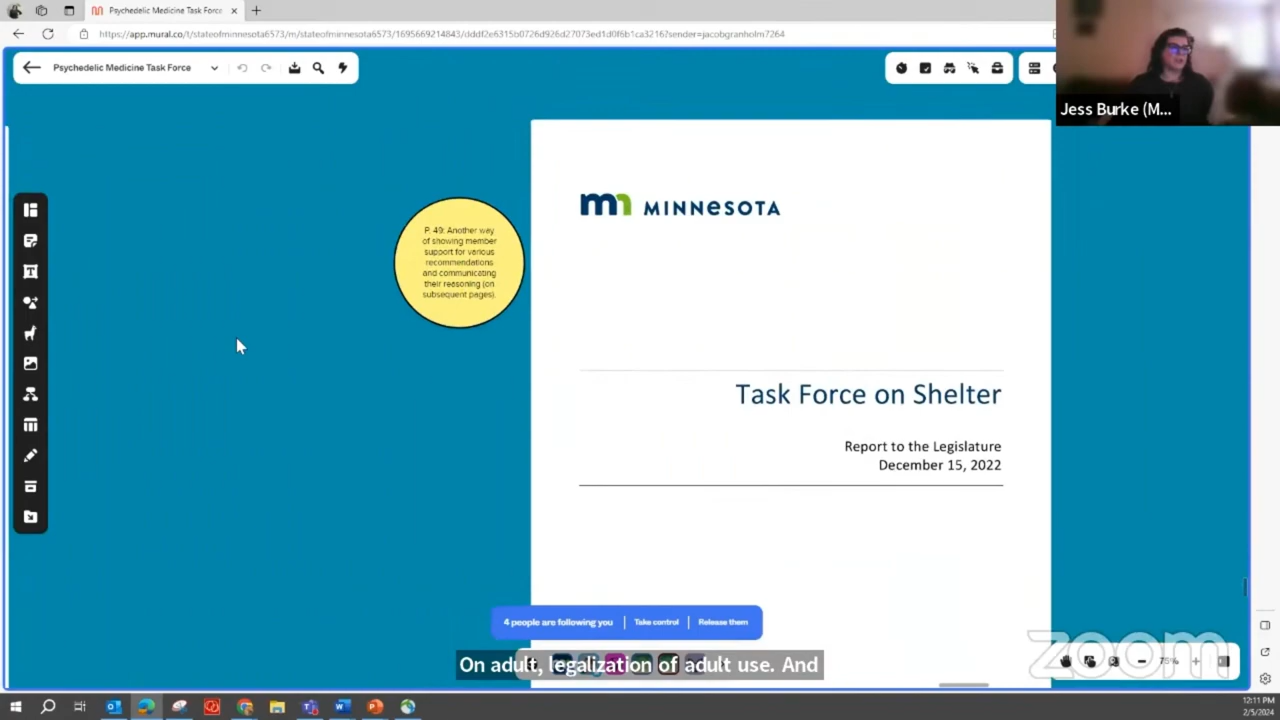 Psychedelic Medicine Task Force
https://app.mural.co/t/stateofminnesota6573/m/stateofminnesota6573/1695669214843/dddf2e6315b0726d926d27073ed1d0f6b1ca3216?sender=jacobgranholm7264
Psychedelic Medicine Task Force
Jess Burke (M...
MINNESOTA
P. 49: Another way
of showing member
support for various
recommendations
and communicating
their reasoning (on
subsequent pages).
Task Force on Shelter
Report to the Legislature
December 15, 2022
4 people are following you
Take control
Release them
On adult, legalization of adult use. And
zoom
75%
12:11 PM
2/5/2024